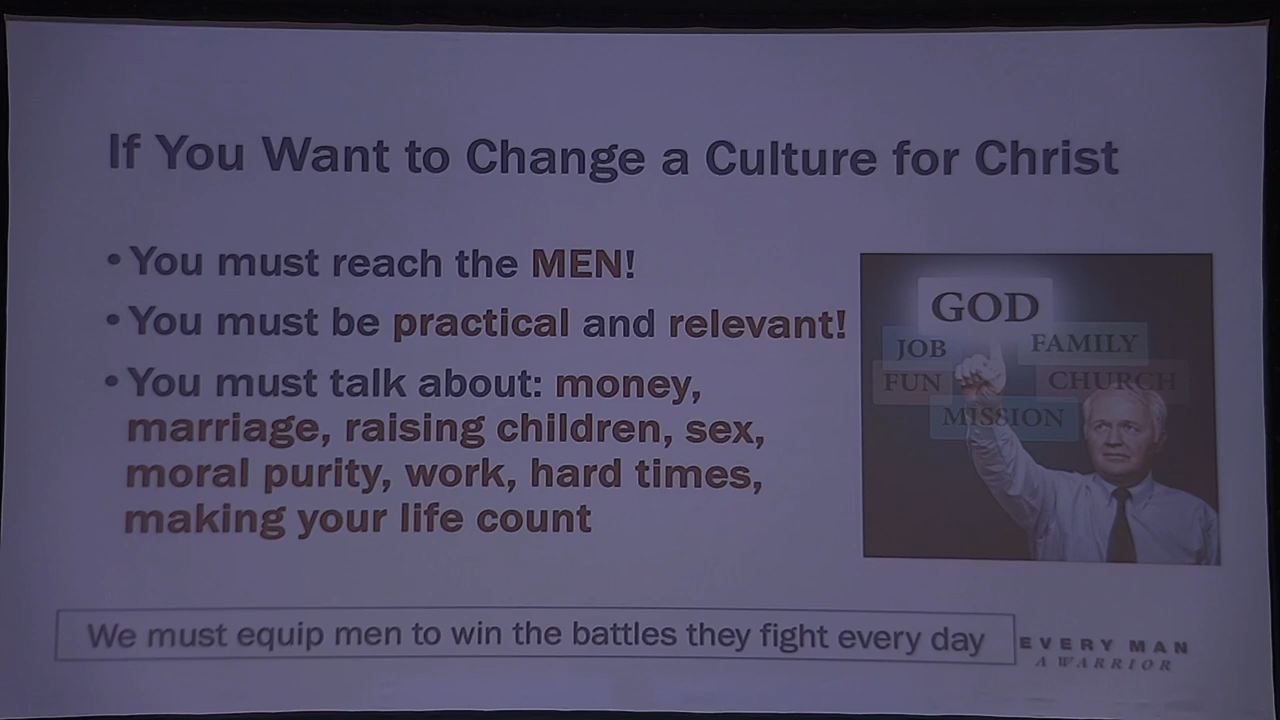 If You Want to Change a Culture for Christ
• You must reach the MEN!
• You must be practical and relevant!
• You must talk about: money,
marriage, raising children, sex,
moral purity, work, hard times,
making your life count
GOD
JOB
FAMILY
FUN
CHURCH
MISSION
We must equip men to win the battles they fight every day
EVERY MAN
A WARRIOR